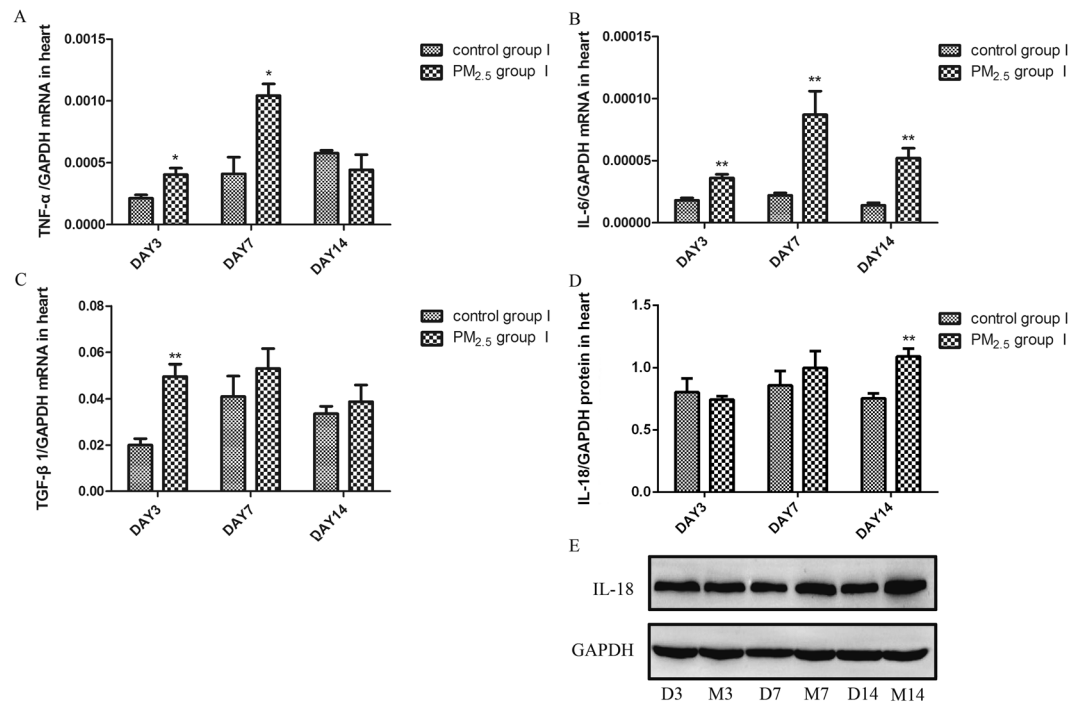 A
TNF-α /GAPDH mRNA in heart
0.0015
0.0010
0.0005
0.0000
*
*
DAY3
DAY7
DAY14
control group I
PM2.5 group I
B
IL-6/GAPDH mRNA in heart
0.00015
0.00010
0.00005
0.00000
**
**
**
DAY3
DAY7
DAY14
control group I
PM2.5 group I
C
TGF-β 1/GAPDH mRNA in heart
0.08
0.06
0.04
0.02
0.00
**
DAY3
DAY7
DAY14
control group I
PM2.5 group I
D
IL-18/GAPDH protein in heart
1.5
1.0
0.5
0.0
**
DAY3
DAY7
DAY14
control group I
PM2.5 group I
E
IL-18
GAPDH
D3 M3 D7 M7 D14 M14